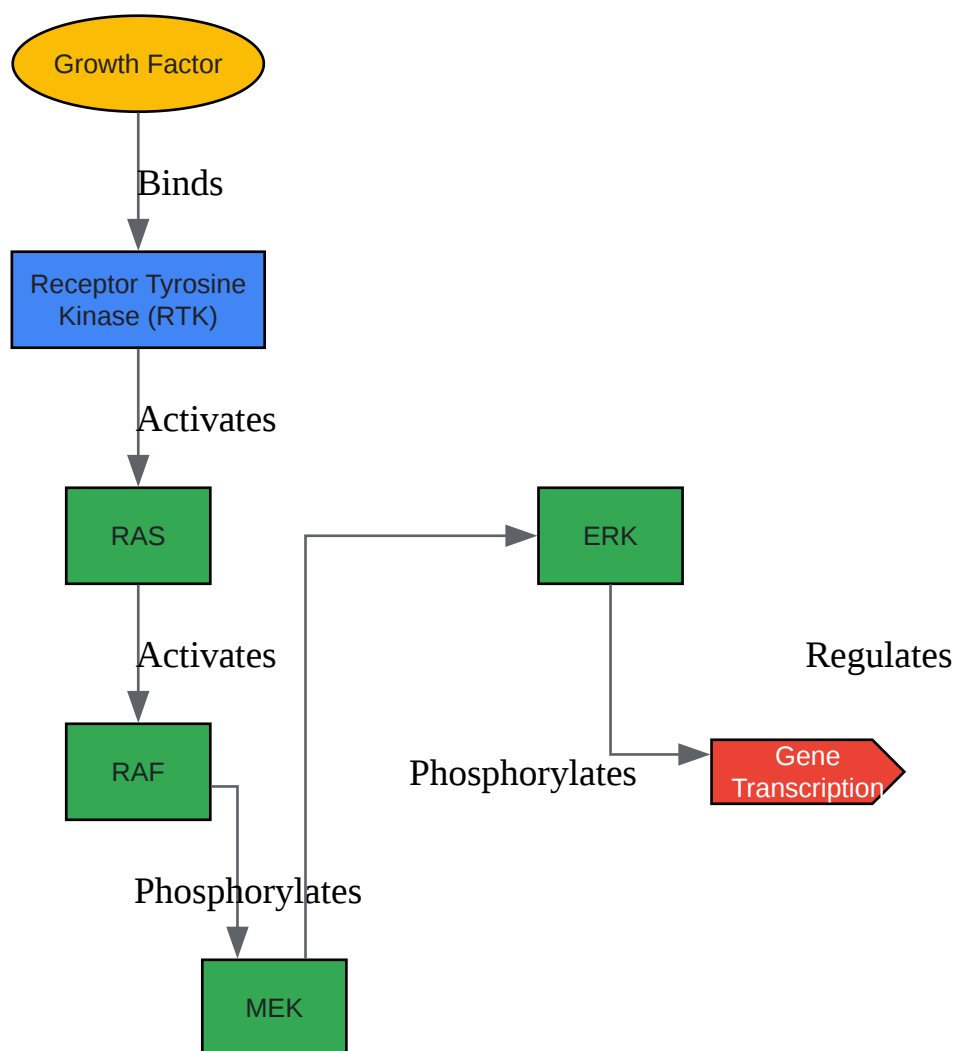 Growth Factor
Binds
Receptor Tyrosine
Kinase (RTK)
Activates
RAS
ERK
Activates
Regulates
RAF
Phosphorylates
Gene
Transcription
Phosphorylates
MEK